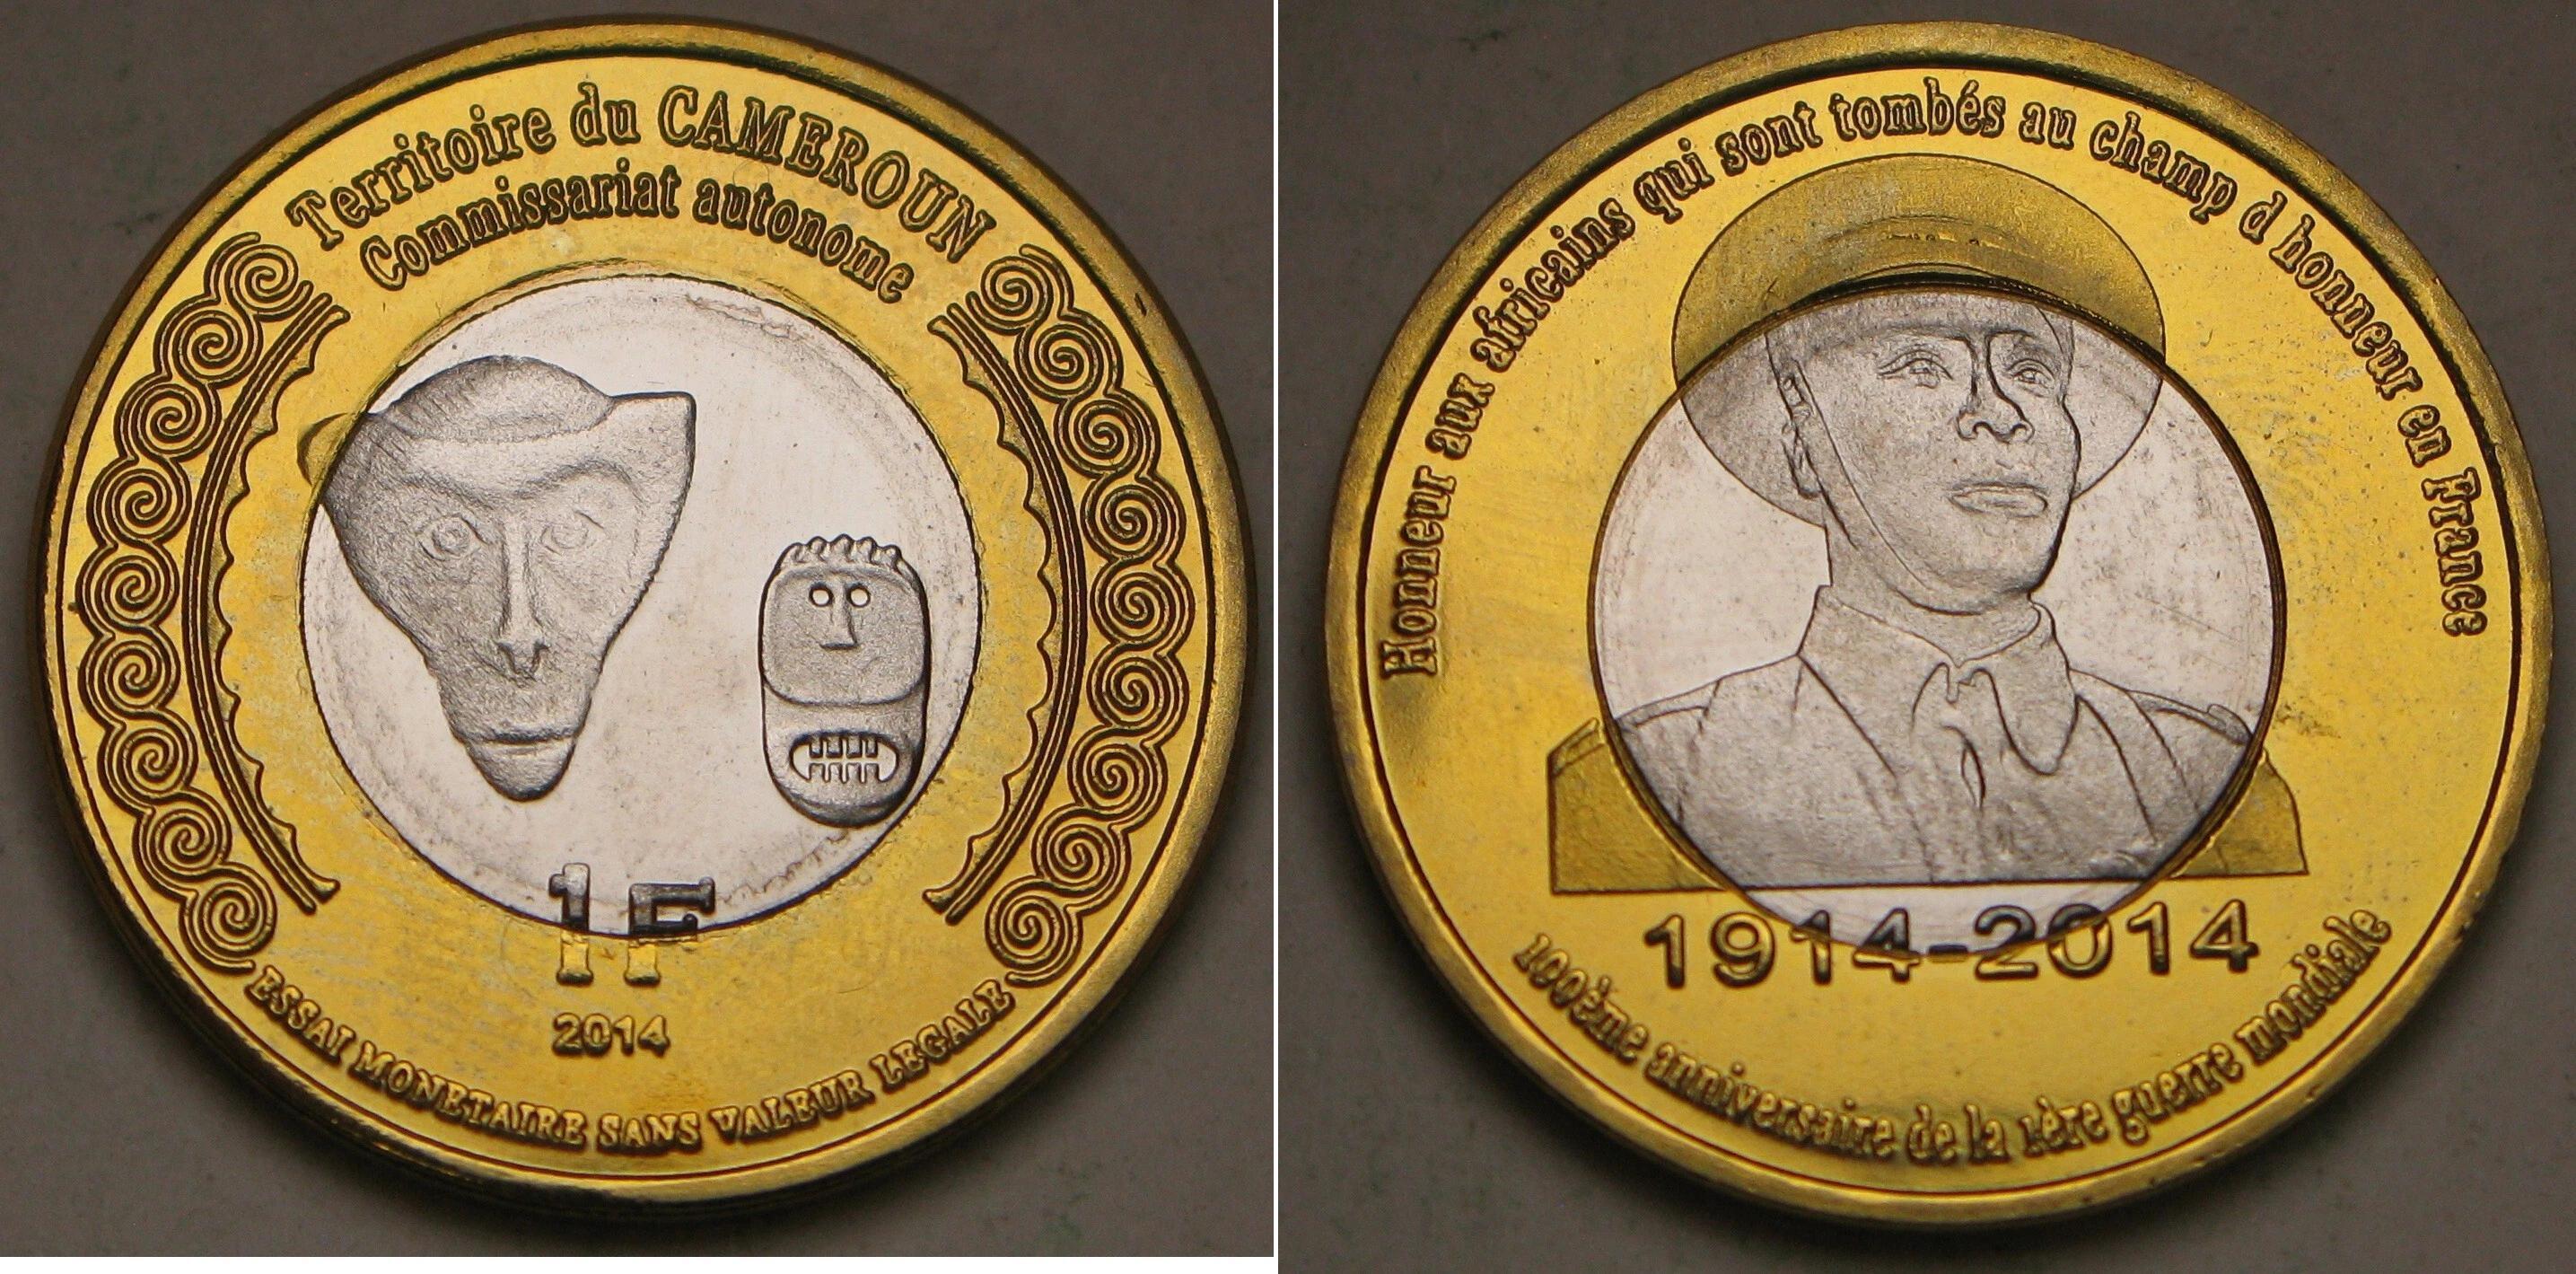 Territoire du CAMEROUN
Commissariat autonome
1F
2014
ESSAI MONETAIRE SANS VALEUR LEGALE
Honneur aux africains qui sont tombés au champ d honneur en France
1914-2014
100ème anniversaire de la 1ère guerre mondiale